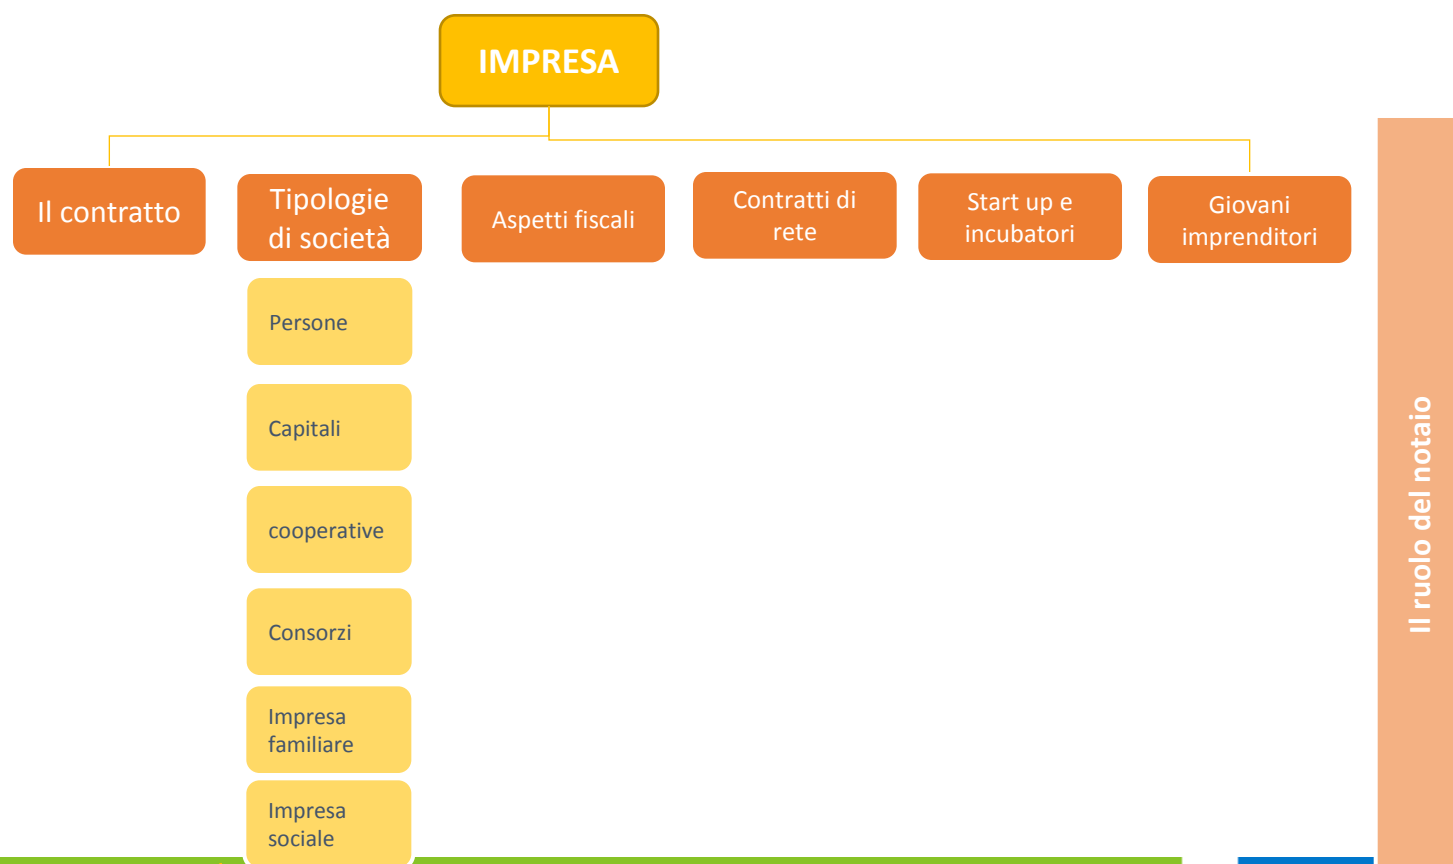 IMPRESA
Il contratto
Tipologie
di società
Aspetti fiscali
Contratti di
rete
Start up e
incubatori
Giovani
imprenditori
Persone
Capitali
cooperative
Consorzi
Impresa
familiare
Impresa
sociale
Il ruolo del notaio